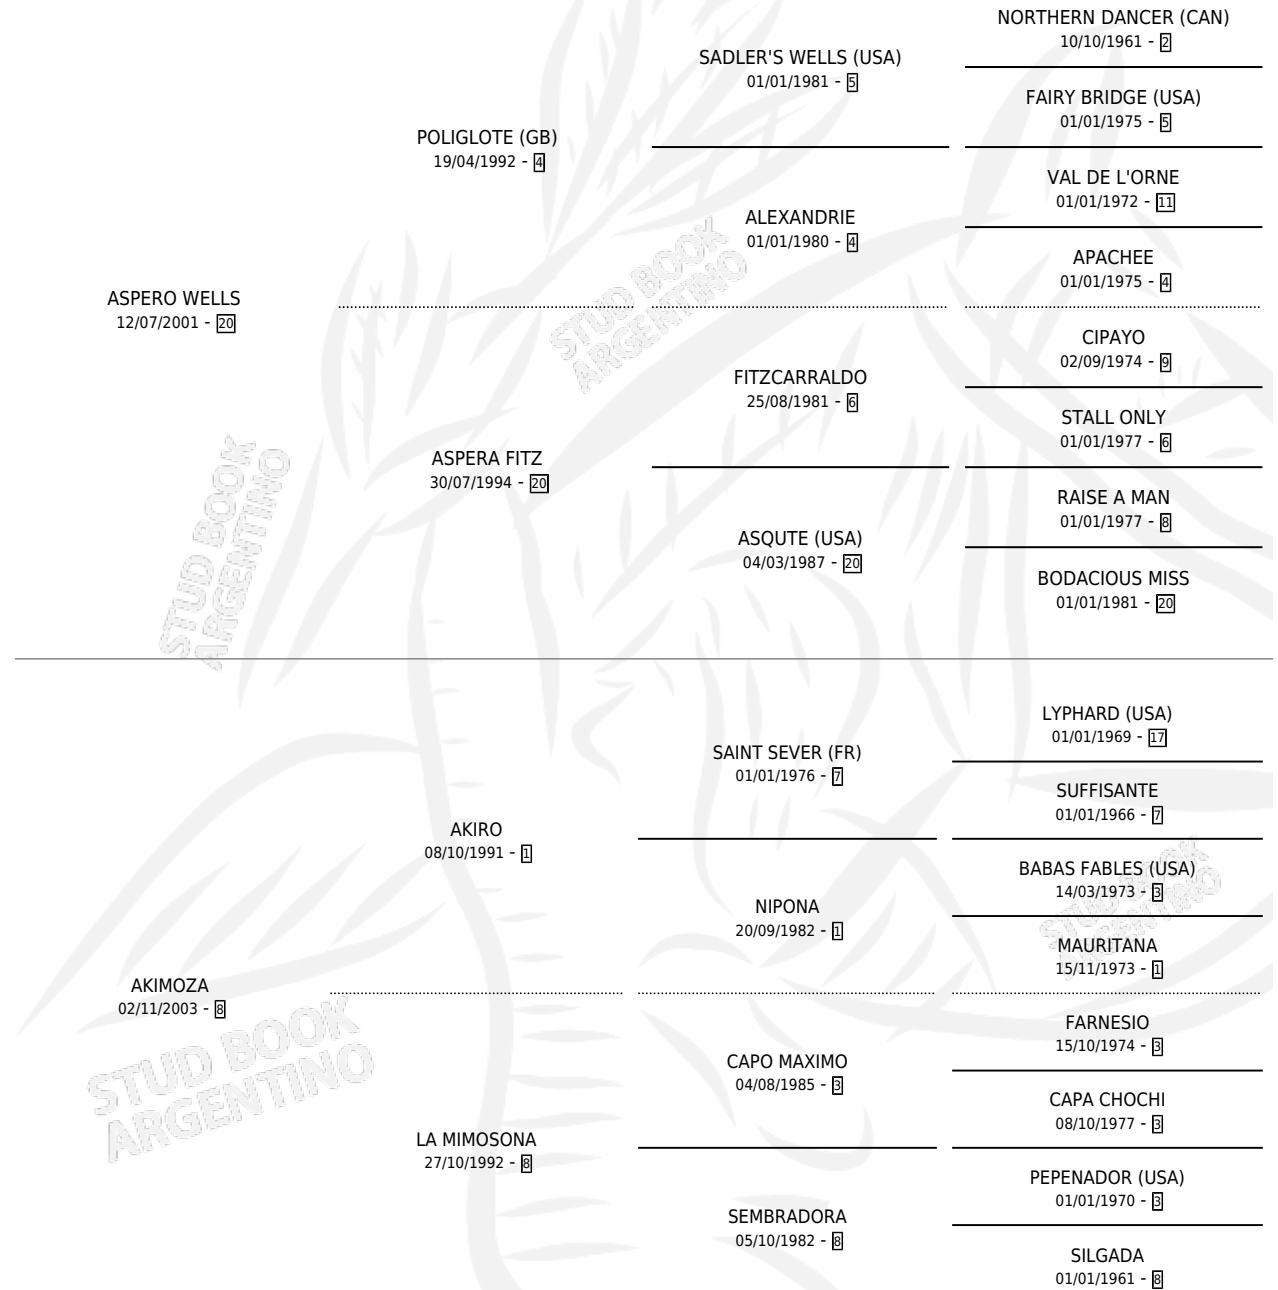 NORTHERN DANCER (CAN)
10/10/1961 - 2
SADLER'S WELLS (USA)
01/01/1981 - 5
FAIRY BRIDGE (USA)
01/01/1975 - 5
POLIGLOTE (GB)
19/04/1992 - 4
VAL DE L'ORNE
01/01/1972 - 11
ALEXANDRIE
01/01/1980 - 4
APACHEE
01/01/1975 - 4
ASPERO WELLS
12/07/2001 - 20
CIPAYO
02/09/1974 - 9
FITZCARRALDO
25/08/1981 - 6
STALL ONLY
01/01/1977 - 6
ASPERA FITZ
30/07/1994 - 20
RAISE A MAN
01/01/1977 - 8
ASQUTE (USA)
04/03/1987 - 20
BODACIOUS MISS
01/01/1981 - 20
LYPHARD (USA)
01/01/1969 - 17
SAINT SEVER (FR)
01/01/1976 - 7
SUFFISANTE
01/01/1966 - 7
AKIRO
08/10/1991 - 1
BABAS FABLES (USA)
14/03/1973 - 3
NIPONA
20/09/1982 - 1
MAURITANA
15/11/1973 - 1
AKIMOZA
02/11/2003 - 8
FARNESIO
15/10/1974 - 3
CAPO MAXIMO
04/08/1985 - 3
CAPA CHOCHI
08/10/1977 - 3
LA MIMOSONA
27/10/1992 - 8
PEPENADOR (USA)
01/01/1970 - 3
SEMBRADORA
05/10/1982 - 8
SILGADA
01/01/1961 - 8
STUD BOOK
ARGENTINO
STUD BOOK
ARGENTINO
STUD BOOK
ARGENTINO
STUD BOOK
ARGENTINO